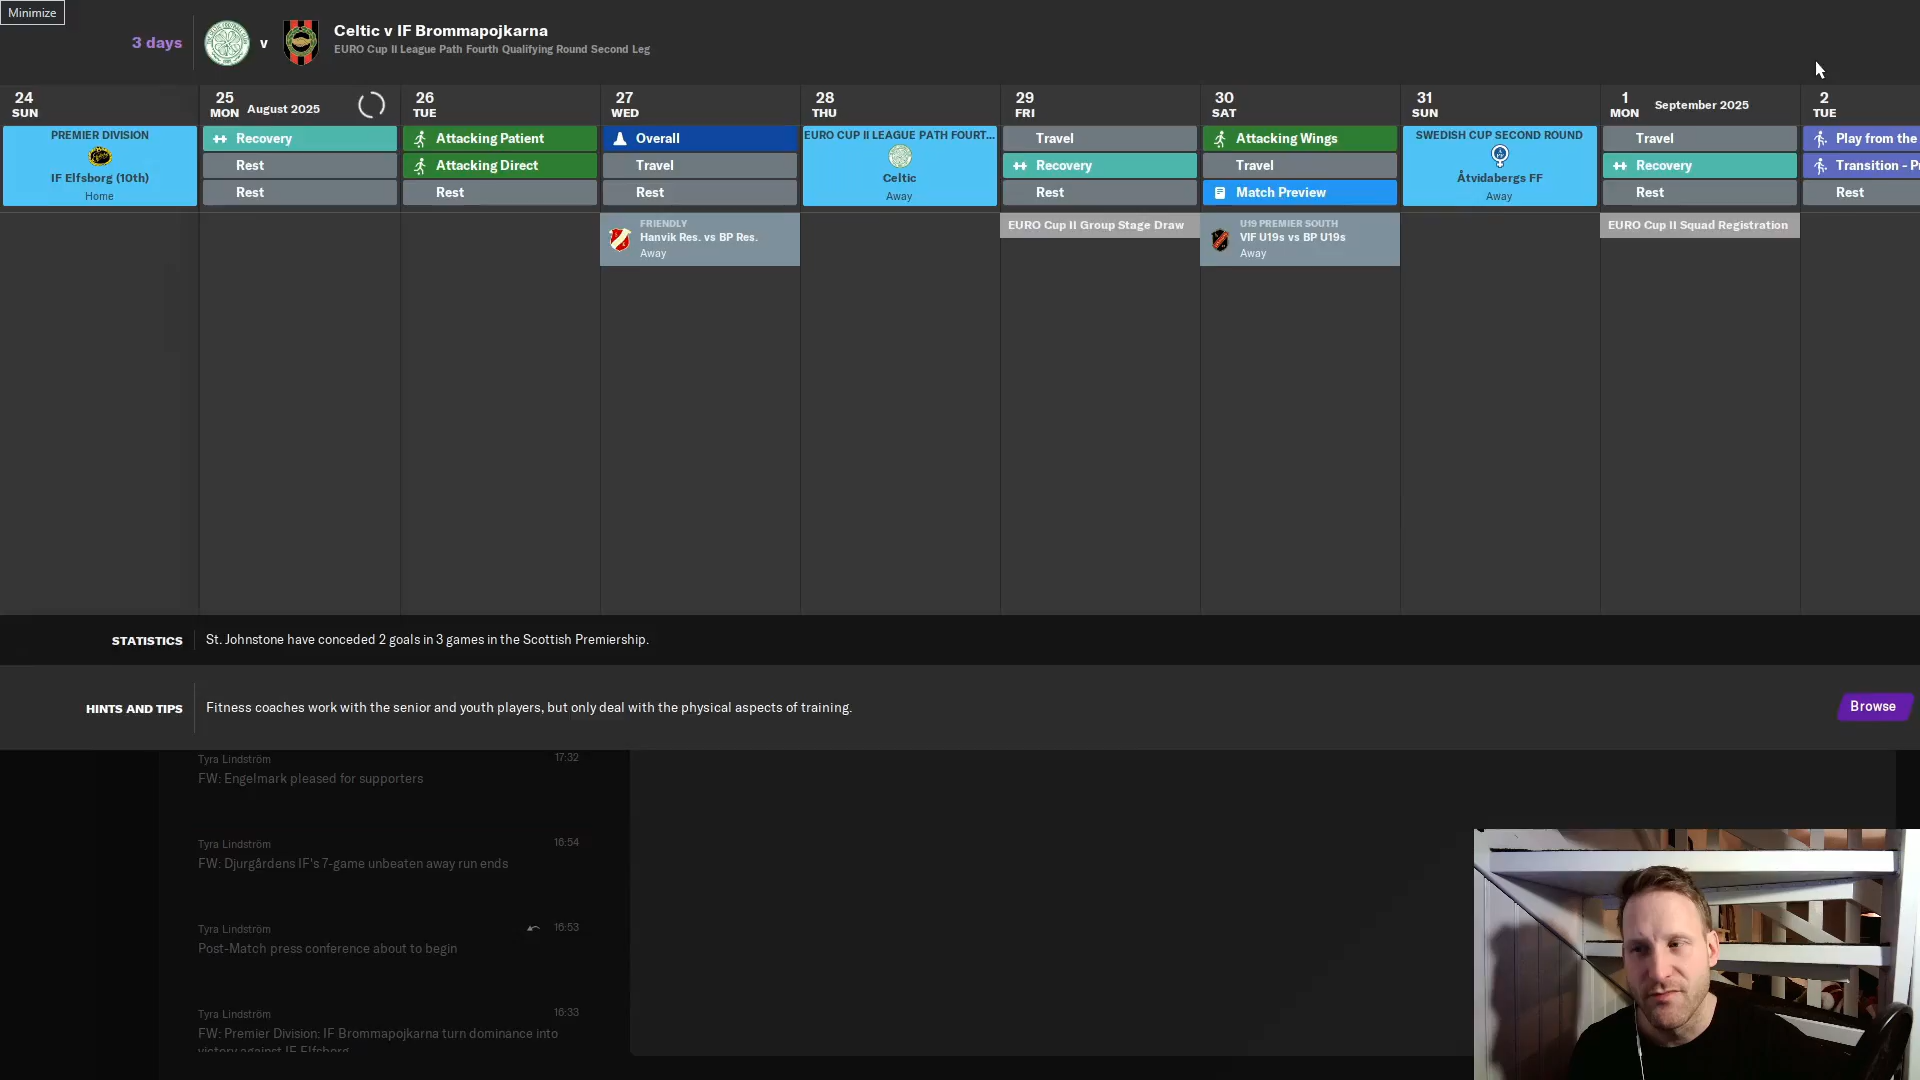 Minimize
3 days
v
Celtic v IF Brommapojkarna
EURO Cup II League Path Fourth Qualifying Round Second Leg
24
SUN
25
MON August 2025
26
TUE
27
WED
28
THU
29
FRI
30
SAT
31
SUN
1
MON September 2025
2
TUE
PREMIER DIVISION
IF Elfsborg (10th)
Home
Recovery
Rest
Rest
Attacking Patient
Attacking Direct
Rest
Overall
Travel
Rest
EURO CUP II LEAGUE PATH FOURT...
Celtic
Away
Travel
Recovery
Rest
Attacking Wings
Travel
Match Preview
SWEDISH CUP SECOND ROUND
Åtvidabergs FF
Away
Travel
Recovery
Rest
Play from the
Transition - Pr
Rest
FRIENDLY
Hanvik Res. vs BP Res.
Away
EURO Cup II Group Stage Draw
U19 PREMIER SOUTH
VIF U19s vs BP U19s
Away
EURO Cup II Squad Registration
STATISTICS
St. Johnstone have conceded 2 goals in 3 games in the Scottish Premiership.
HINTS AND TIPS
Fitness coaches work with the senior and youth players, but only deal with the physical aspects of training.
Browse
Tyra Lindström 17:32
FW: Engelmark pleased for supporters
Tyra Lindström 16:54
FW: Djurgårdens IF's 7-game unbeaten away run ends
Tyra Lindström 16:53
Post-Match press conference about to begin
Tyra Lindström 16:33
FW: Premier Division: IF Brommapojkarna turn dominance into
victory against IF Elfsborg